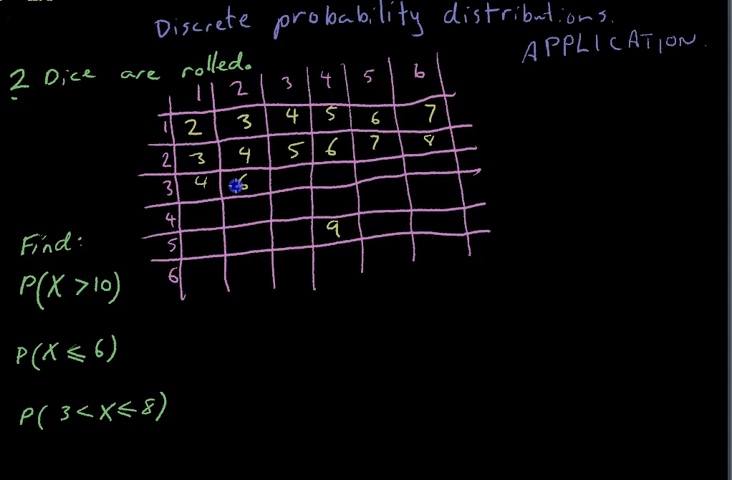 Discrete probability distributions.
APPLICATION.
2 Dice are rolled.
1 2 3 4 5 6
1 2 3 4 5 6 7
2 3 4 5 6 7 8
3 4 6
4
5 9
6
Find:
P(X >10)
P(X ⩽ 6)
P( 3 < X ⩽ 8)